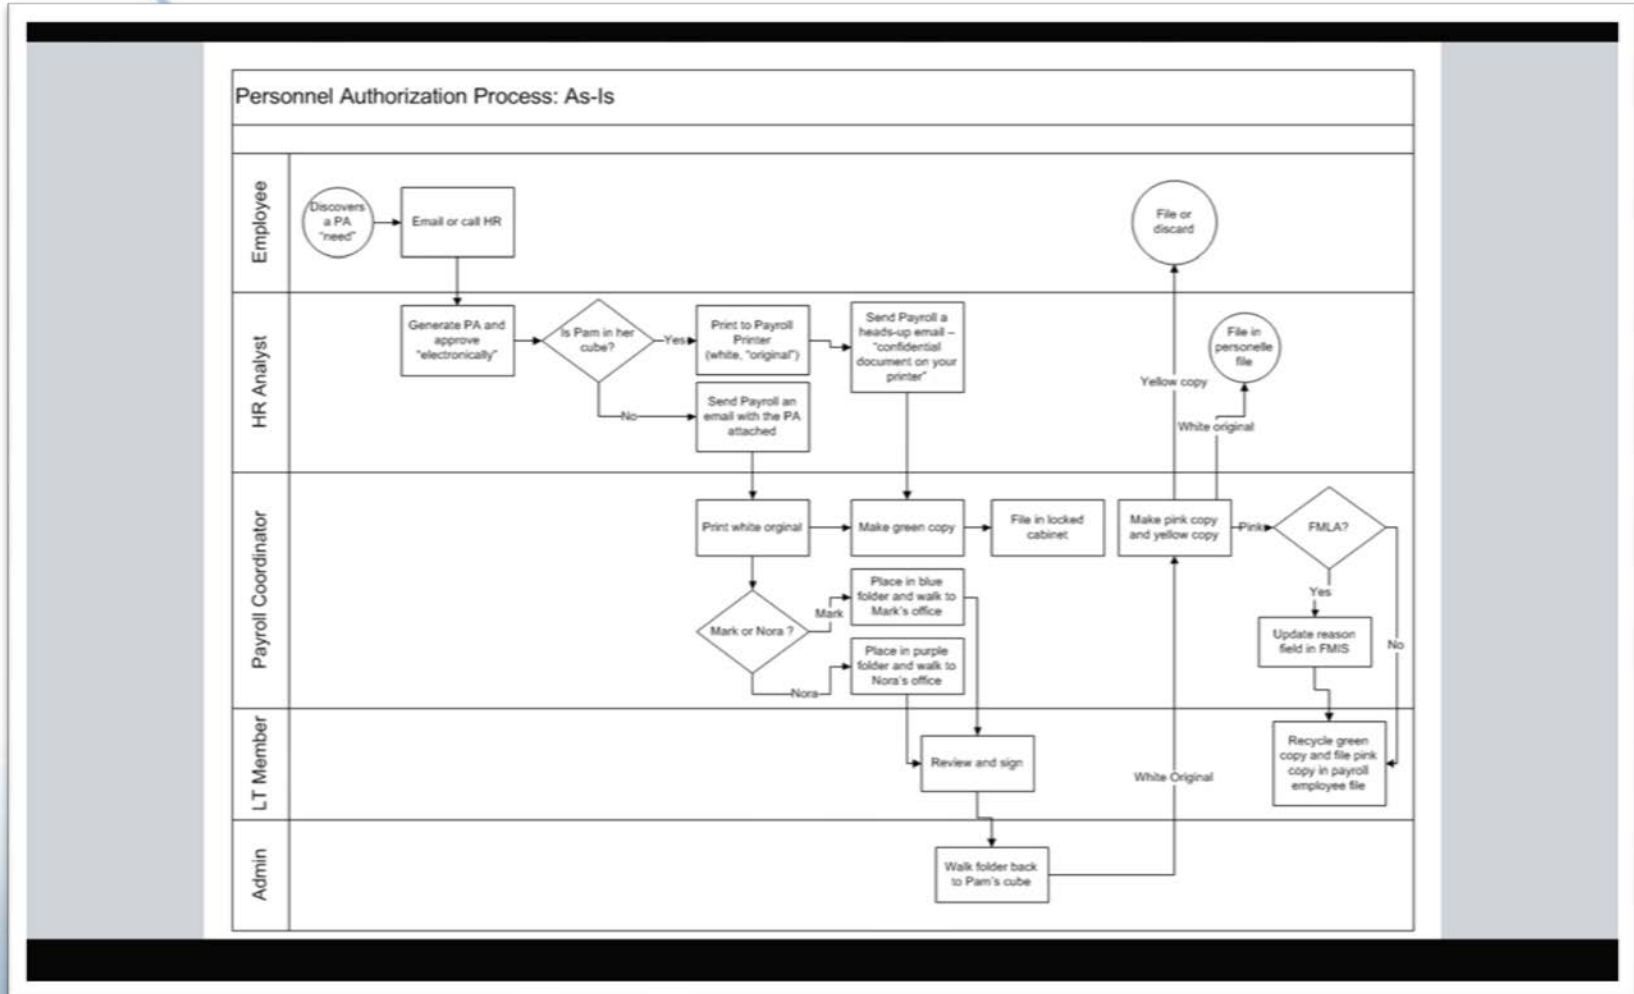 Personnel Authorization Process: As-Is
Employee
Discovers
a PA
"need"
Email or call HR
File or
discard
HR Analyst
Generate PA and
approve
"electronically"
Is Pam in her
cube?
Yes
Print to Payroll
Printer
(white, "original")
Send Payroll a
heads-up email –
"confidential
document on your
printer"
File in
personelle
file
Yellow copy
No
Send Payroll an
email with the PA
attached
White original
Payroll Coordinator
Print white orginal
Make green copy
File in locked
cabinet
Make pink copy
and yellow copy
Pink
FMLA?
Yes
No
Mark or Nora ?
Mark
Place in blue
folder and walk to
Mark's office
Nora
Place in purple
folder and walk to
Nora's office
Update reason
field in FMIS
LT Member
Review and sign
White Original
Recycle green
copy and file pink
copy in payroll
employee file
Admin
Walk folder back
to Pam's cube